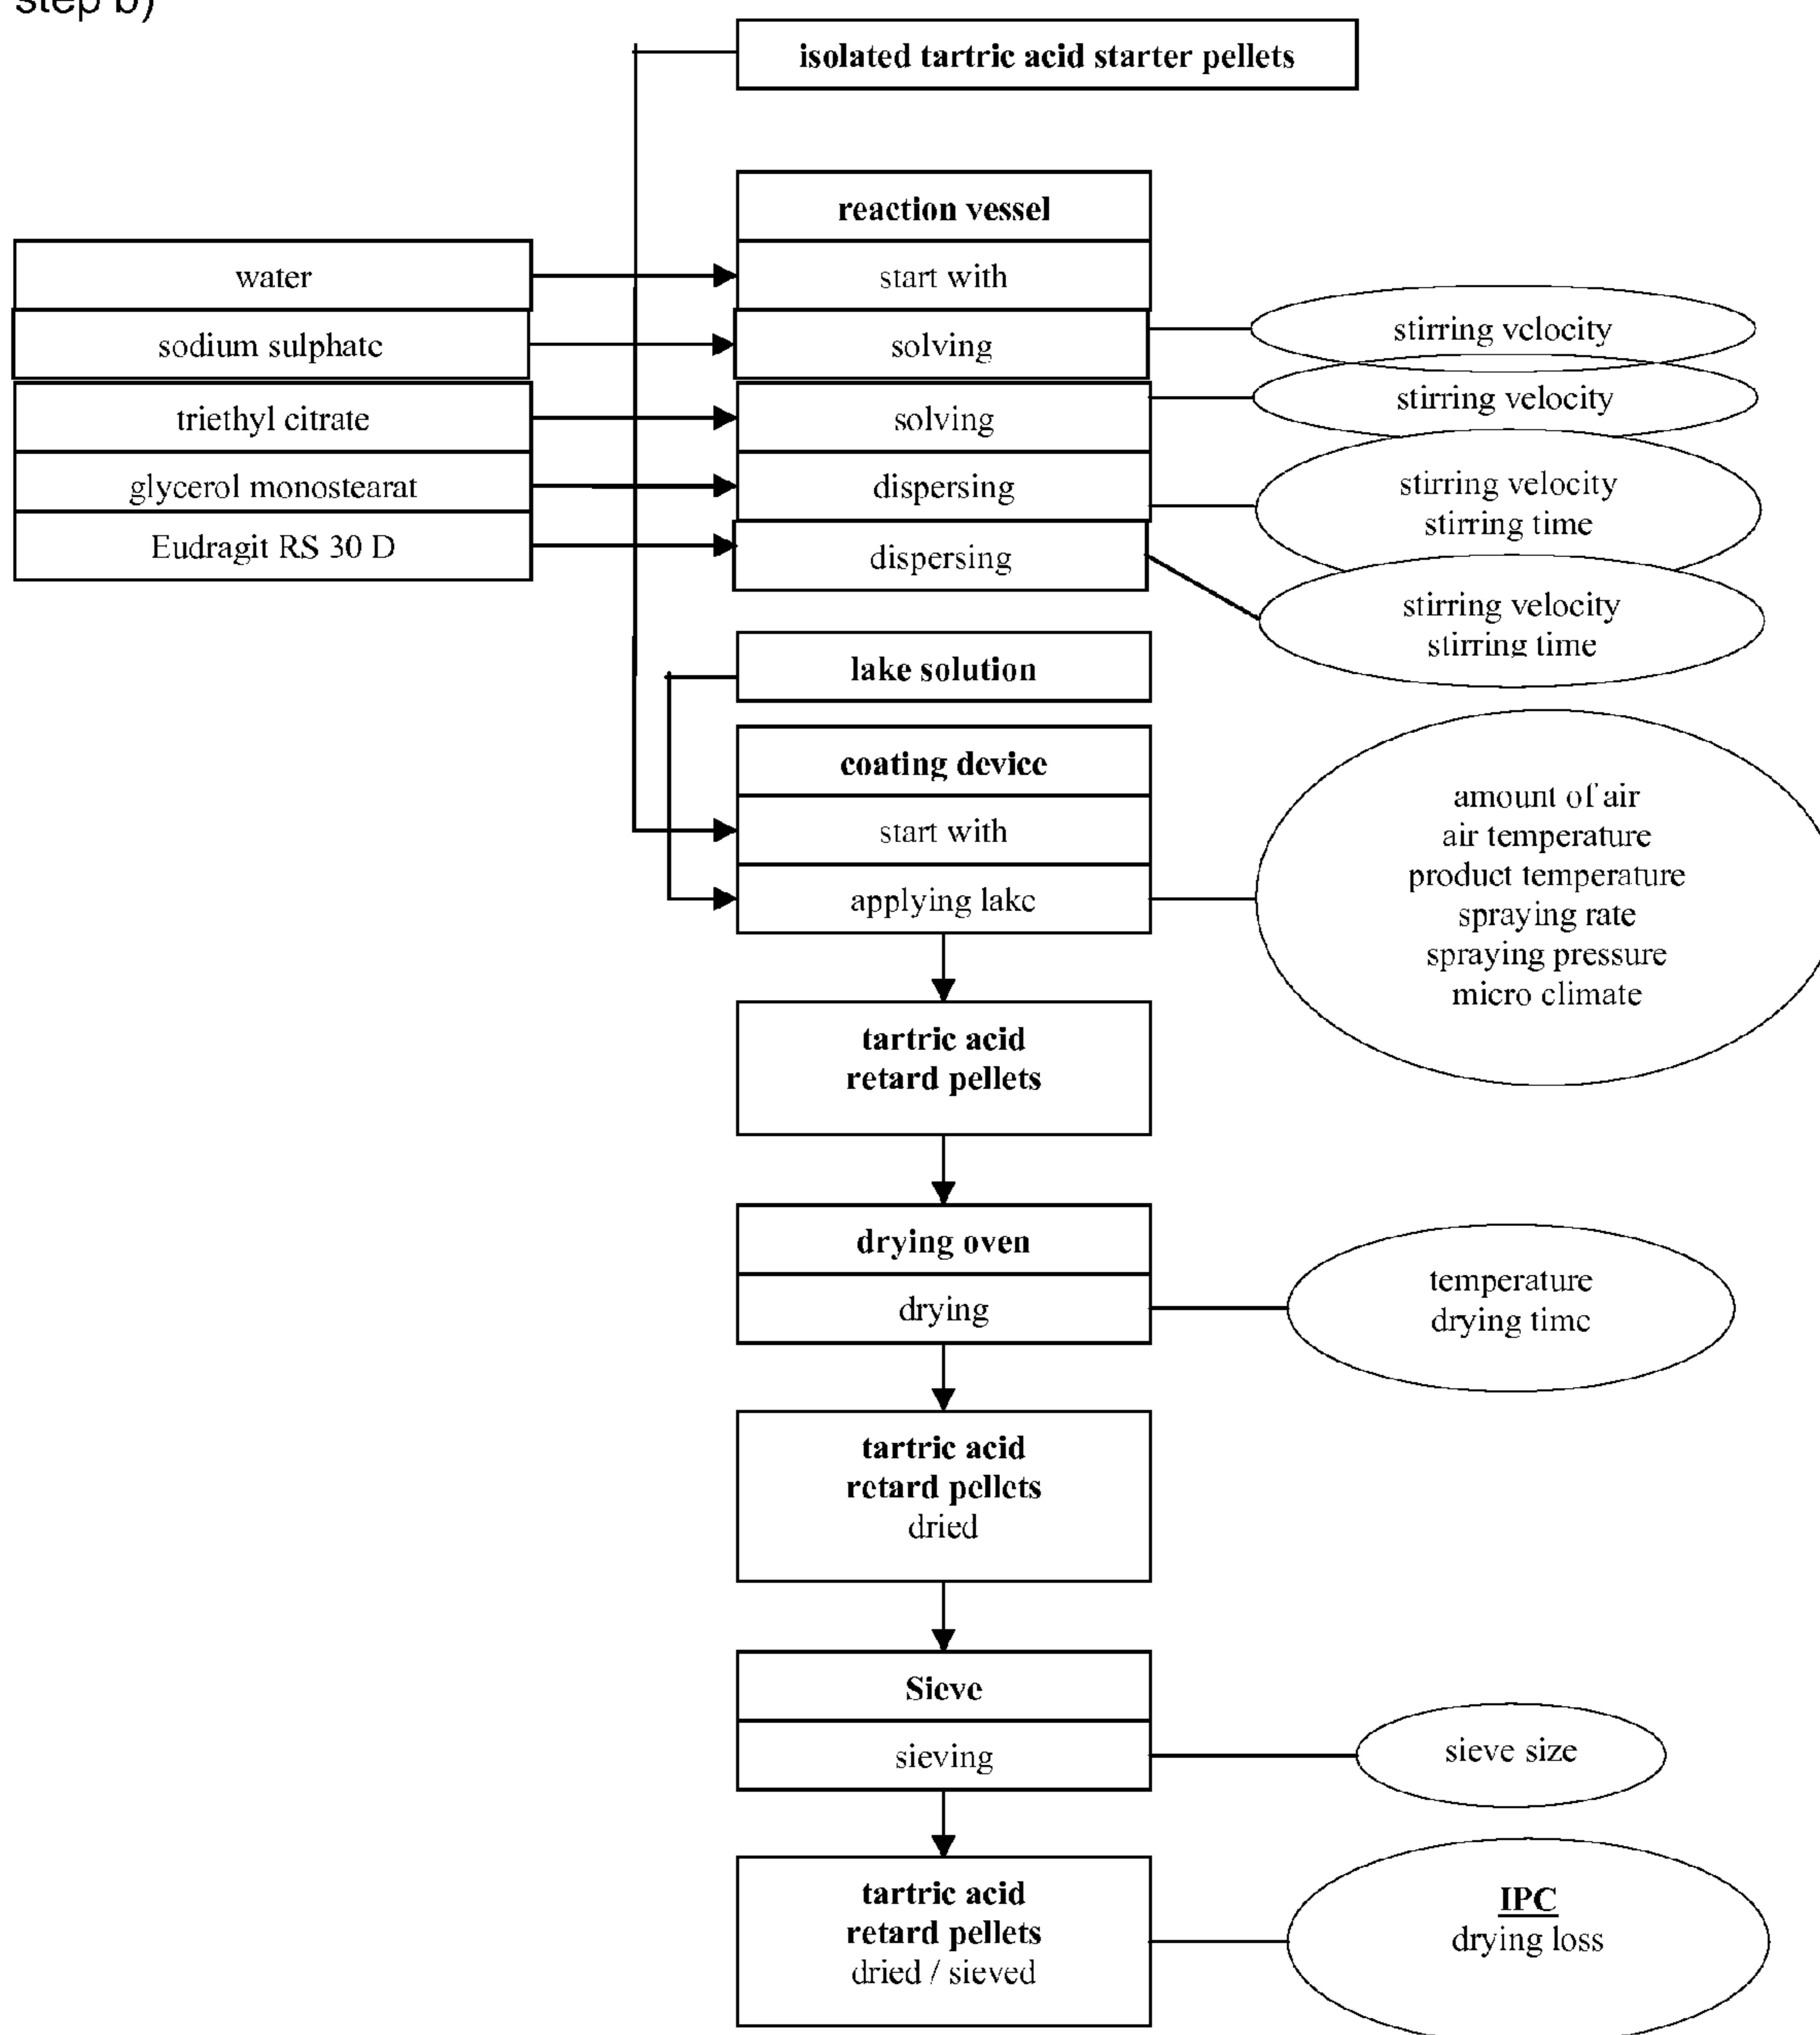 step b)
isolated tartric acid starter pellets
reaction vessel
water
start with
sodium sulphate
solving
stirring velocity
triethyl citrate
solving
stirring velocity
glycerol monostearat
dispersing
stirring velocity
stirring time
Eudragit RS 30 D
dispersing
stirring velocity
stirring time
lake solution
coating device
start with
applying lake
amount of air
air temperature
product temperature
spraying rate
spraying pressure
micro climate
tartric acid
retard pellets
drying oven
drying
temperature
drying time
tartric acid
retard pellets
dried
Sieve
sieving
sieve size
tartric acid
retard pellets
dried / sieved
IPC
drying loss